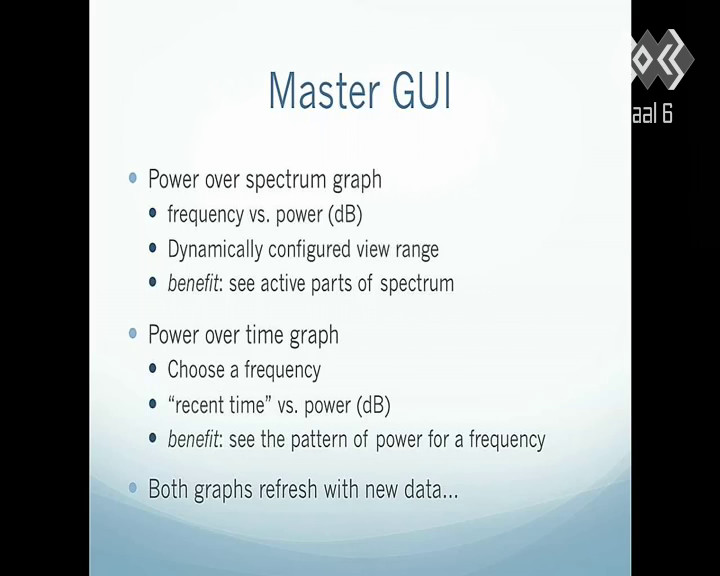 Master GUI
aal 6
• Power over spectrum graph
• frequency vs. power (dB)
• Dynamically configured view range
• benefit: see active parts of spectrum
• Power over time graph
• Choose a frequency
• “recent time” vs. power (dB)
• benefit: see the pattern of power for a frequency
• Both graphs refresh with new data...